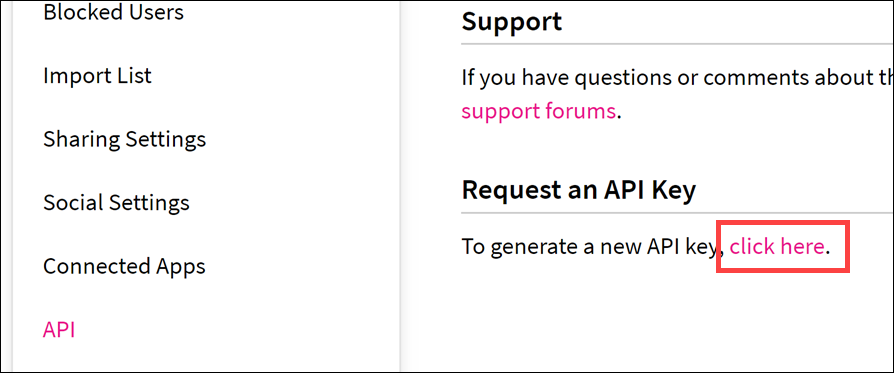 Blocked Users
Import List
Sharing Settings
Social Settings
Connected Apps
API
Support
If you have questions or comments about
support forums.
Request an API Key
To generate a new API key, click here.